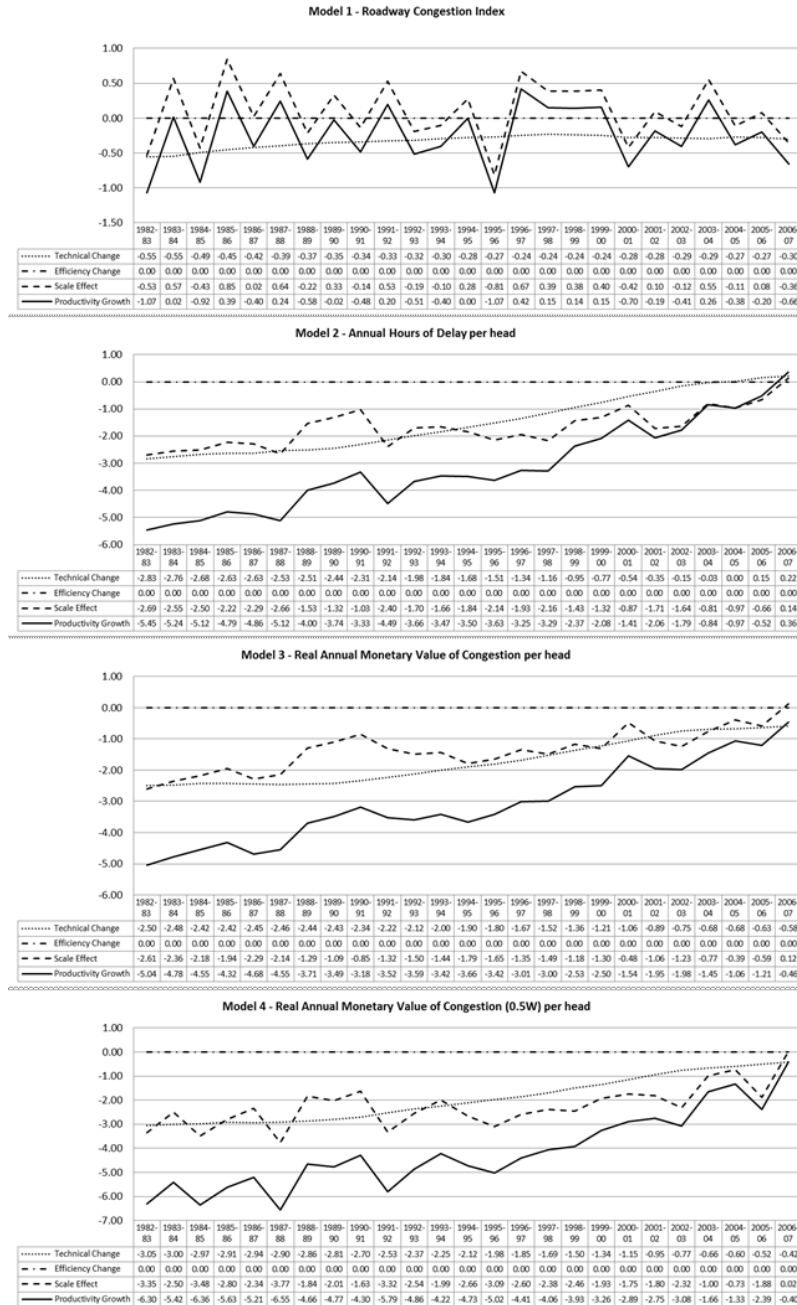 Model 1 - Roadway Congestion Index
1.00
0.50
0.00
-0.50
-1.00
-1.50
1982- 1983- 1984- 1985- 1986- 1987- 1988- 1989- 1990- 1991- 1992- 1993- 1994- 1995- 1996- 1997- 1998- 1999- 2000- 2001- 2002- 2003- 2004- 2005- 2006-
83 84 85 86 87 88 89 90 91 92 93 94 95 96 97 98 99 00 01 02 03 04 05 06 07
Technical Change -0.55 -0.55 -0.49 -0.45 -0.42 -0.39 -0.37 -0.35 -0.34 -0.33 -0.32 -0.30 -0.28 -0.27 -0.24 -0.24 -0.24 -0.24 -0.28 -0.28 -0.29 -0.29 -0.27 -0.27 -0.30
Efficiency Change 0.00 0.00 0.00 0.00 0.00 0.00 0.00 0.00 0.00 0.00 0.00 0.00 0.00 0.00 0.00 0.00 0.00 0.00 0.00 0.00 0.00 0.00 0.00 0.00 0.00
Scale Effect -0.53 0.57 -0.43 0.85 0.02 0.64 -0.22 0.33 -0.14 0.53 -0.19 -0.10 0.28 -0.81 0.67 0.39 0.38 0.40 -0.42 0.10 -0.12 0.55 -0.11 0.08 -0.36
Productivity Growth -1.07 0.02 -0.92 0.39 -0.40 0.24 -0.58 -0.02 -0.48 0.20 -0.51 -0.40 0.00 -1.07 0.42 0.15 0.14 0.15 -0.70 -0.19 -0.41 0.26 -0.38 -0.20 -0.66
Model 2 - Annual Hours of Delay per head
1.00
0.00
-1.00
-2.00
-3.00
-4.00
-5.00
-6.00
1982- 1983- 1984- 1985- 1986- 1987- 1988- 1989- 1990- 1991- 1992- 1993- 1994- 1995- 1996- 1997- 1998- 1999- 2000- 2001- 2002- 2003- 2004- 2005- 2006-
83 84 85 86 87 88 89 90 91 92 93 94 95 96 97 98 99 00 01 02 03 04 05 06 07
Technical Change -2.83 -2.76 -2.68 -2.63 -2.63 -2.53 -2.51 -2.44 -2.31 -2.14 -1.98 -1.84 -1.68 -1.51 -1.34 -1.16 -0.95 -0.77 -0.54 -0.35 -0.15 -0.03 0.00 0.15 0.22
Efficiency Change 0.00 0.00 0.00 0.00 0.00 0.00 0.00 0.00 0.00 0.00 0.00 0.00 0.00 0.00 0.00 0.00 0.00 0.00 0.00 0.00 0.00 0.00 0.00 0.00 0.00
Scale Effect -2.69 -2.55 -2.50 -2.22 -2.29 -2.66 -1.53 -1.32 -1.03 -2.40 -1.70 -1.66 -1.84 -2.14 -1.93 -2.16 -1.43 -1.32 -0.87 -1.71 -1.64 -0.81 -0.97 -0.66 0.14
Productivity Growth -5.45 -5.24 -5.12 -4.79 -4.86 -5.12 -4.00 -3.74 -3.33 -4.49 -3.66 -3.47 -3.50 -3.63 -3.25 -3.29 -2.37 -2.08 -1.41 -2.06 -1.79 -0.84 -0.97 -0.52 0.36
Model 3 - Real Annual Monetary Value of Congestion per head
1.00
0.00
-1.00
-2.00
-3.00
-4.00
-5.00
-6.00
1982- 1983- 1984- 1985- 1986- 1987- 1988- 1989- 1990- 1991- 1992- 1993- 1994- 1995- 1996- 1997- 1998- 1999- 2000- 2001- 2002- 2003- 2004- 2005- 2006-
83 84 85 86 87 88 89 90 91 92 93 94 95 96 97 98 99 00 01 02 03 04 05 06 07
Technical Change -2.50 -2.48 -2.42 -2.42 -2.45 -2.46 -2.44 -2.43 -2.34 -2.22 -2.12 -2.00 -1.90 -1.80 -1.67 -1.52 -1.36 -1.21 -1.06 -0.89 -0.75 -0.68 -0.68 -0.63 -0.58
Efficiency Change 0.00 0.00 0.00 0.00 0.00 0.00 0.00 0.00 0.00 0.00 0.00 0.00 0.00 0.00 0.00 0.00 0.00 0.00 0.00 0.00 0.00 0.00 0.00 0.00 0.00
Scale Effect -2.61 -2.36 -2.18 -1.94 -2.29 -2.14 -1.29 -1.09 -0.85 -1.32 -1.50 -1.44 -1.79 -1.65 -1.35 -1.49 -1.18 -1.30 -0.48 -1.06 -1.23 -0.77 -0.39 -0.59 0.12
Productivity Growth -5.04 -4.78 -4.55 -4.32 -4.68 -4.55 -3.71 -3.49 -3.18 -3.52 -3.59 -3.42 -3.66 -3.42 -3.01 -3.00 -2.53 -2.50 -1.54 -1.95 -1.98 -1.45 -1.06 -1.21 -0.46
Model 4 - Real Annual Monetary Value of Congestion (0.5W) per head
1.00
0.00
-1.00
-2.00
-3.00
-4.00
-5.00
-6.00
-7.00
1982- 1983- 1984- 1985- 1986- 1987- 1988- 1989- 1990- 1991- 1992- 1993- 1994- 1995- 1996- 1997- 1998- 1999- 2000- 2001- 2002- 2003- 2004- 2005- 2006-
83 84 85 86 87 88 89 90 91 92 93 94 95 96 97 98 99 00 01 02 03 04 05 06 07
Technical Change -3.05 -3.00 -2.97 -2.91 -2.94 -2.90 -2.86 -2.81 -2.70 -2.53 -2.37 -2.25 -2.12 -1.98 -1.85 -1.69 -1.50 -1.34 -1.15 -0.95 -0.77 -0.66 -0.60 -0.52 -0.42
Efficiency Change 0.00 0.00 0.00 0.00 0.00 0.00 0.00 0.00 0.00 0.00 0.00 0.00 0.00 0.00 0.00 0.00 0.00 0.00 0.00 0.00 0.00 0.00 0.00 0.00 0.00
Scale Effect -3.35 -2.50 -3.48 -2.80 -2.34 -3.77 -1.84 -2.01 -1.63 -3.32 -2.54 -1.99 -2.66 -3.09 -2.60 -2.38 -2.46 -1.93 -1.75 -1.80 -2.32 -1.00 -0.73 -1.88 0.02
Productivity Growth -6.30 -5.42 -6.36 -5.63 -5.21 -6.55 -4.66 -4.77 -4.30 -5.79 -4.86 -4.22 -4.73 -5.02 -4.41 -4.06 -3.93 -3.26 -2.89 -2.75 -3.08 -1.66 -1.33 -2.39 -0.40